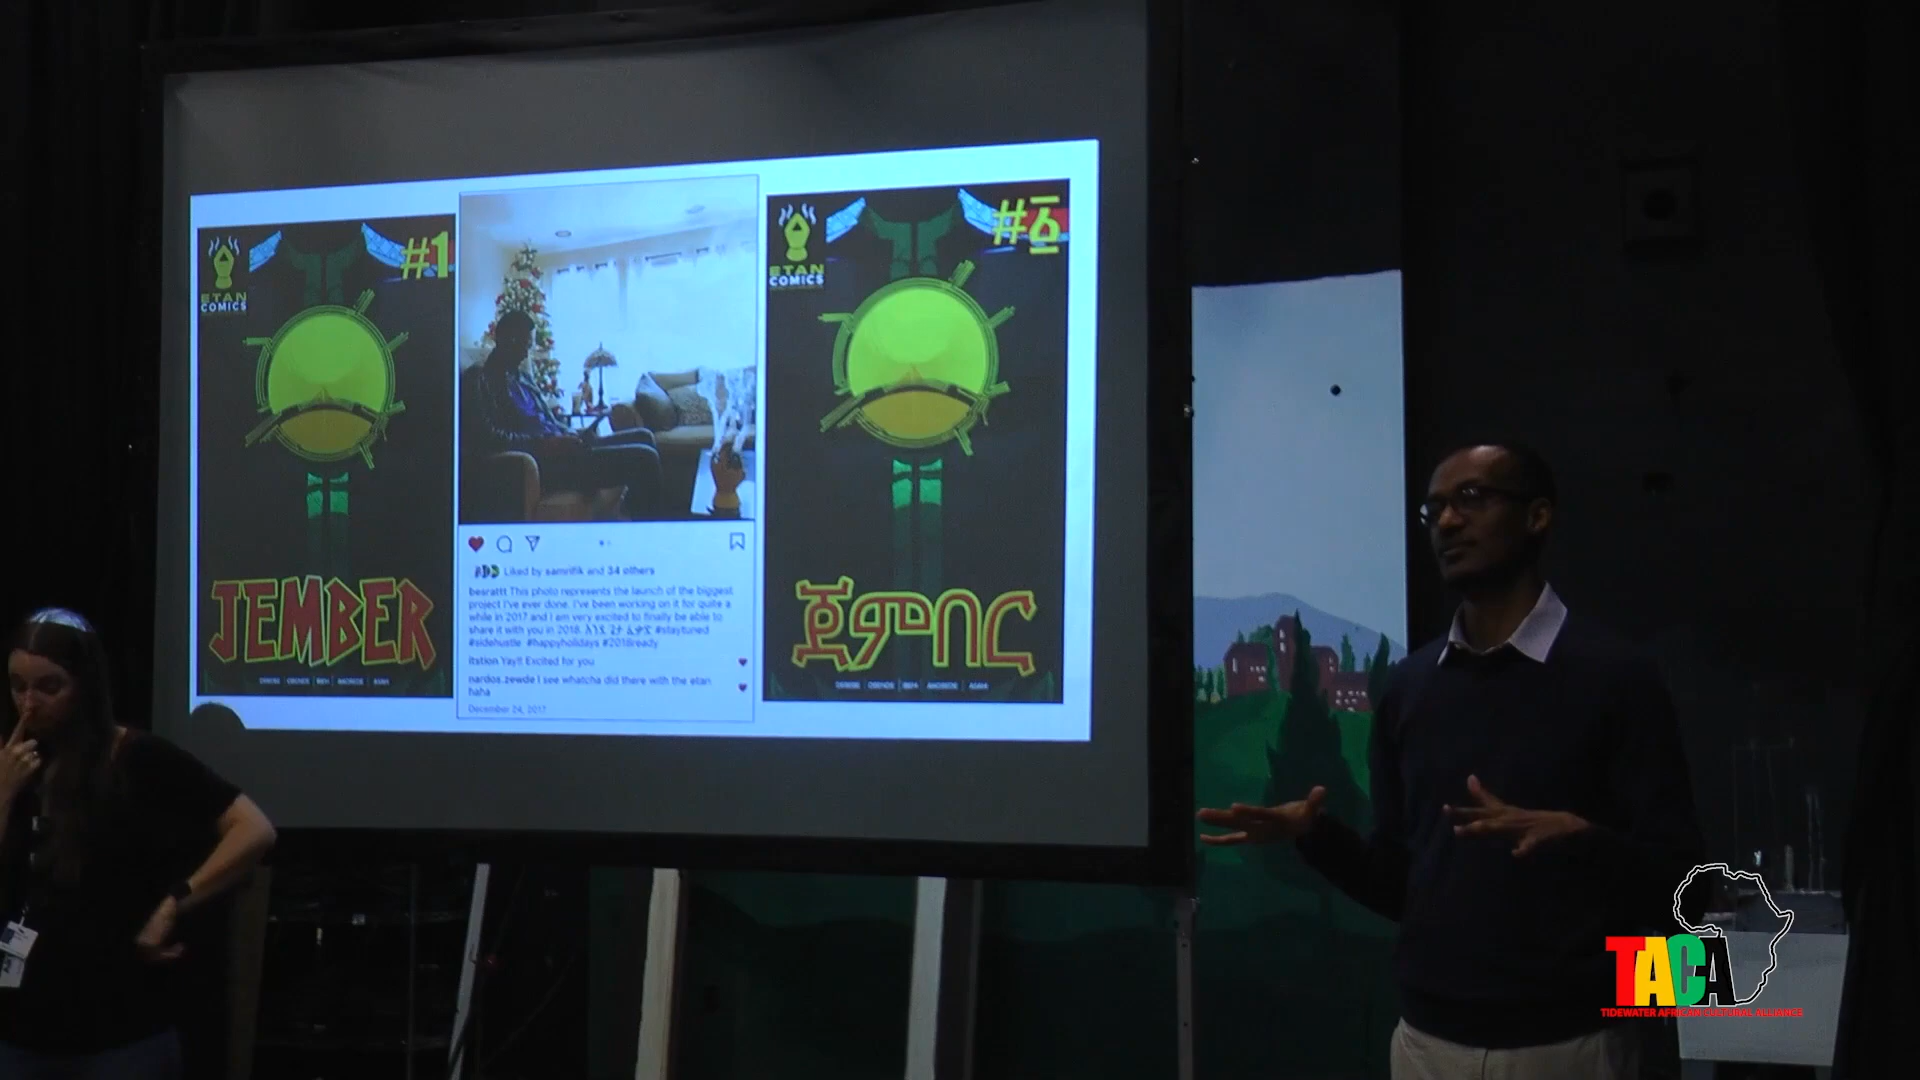 #1
ETAN
COMICS
JEMBER
Liked by samrifik and 34 others
besrattt This photo represents the launch of the biggest
project I've ever done. I've been working on it for quite a
while in 2017 and I am very excited to finally be able to
share it with you in 2018. #staytuned
#sidehustle #happyholidays #2018ready
itstion Yay!! Excited for you
nardos.zewde I see whatcha did there with the etan
haha
December 24, 2017
#፩
ETAN
COMICS
ጀምበር
TACA
TIDEWATER AFRICAN CULTURAL ALLIANCE